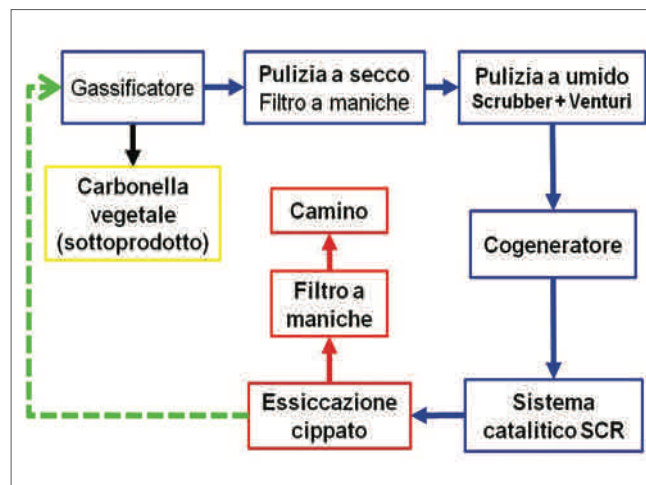 Gassificatore
Pulizia a secco
Filtro a maniche
Pulizia a umido
Scrubber + Venturi
Carbonella
vegetale
(sottoprodotto)
Camino
Cogeneratore
Filtro a
maniche
Essiccazione
cippato
Sistema
catalitico SCR